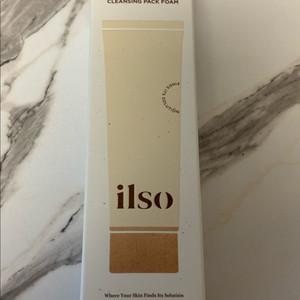 CLEANSING PACK FOAM
ilso
Where Your Skin Finds Its Solution